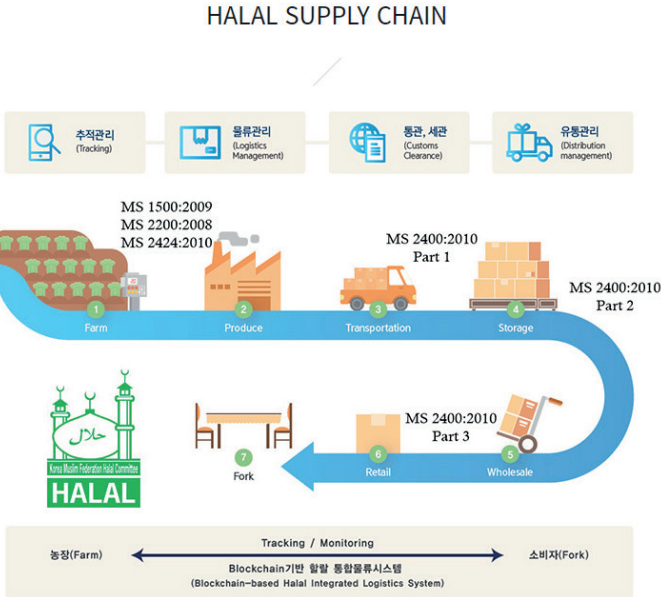 HALAL SUPPLY CHAIN
추적관리
(Tracking)
물류관리
(Logistics
Management)
통관, 세관
(Customs
Clearance)
유통관리
(Distribution
management)
MS 1500:2009
MS 2200:2008
MS 2424:2010
MS 2400:2010
Part 1
MS 2400:2010
Part 2
1
Farm
2
Produce
3
Transportation
4
Storage
MS 2400:2010
Part 3
7
Fork
6
Retail
5
Wholesale
حلال
Korea Muslim Federation Halal Committee
HALAL
농장(Farm)
Tracking / Monitoring
소비자(Fork)
Blockchain기반 할랄 통합물류시스템
(Blockchain-based Halal Integrated Logistics System)